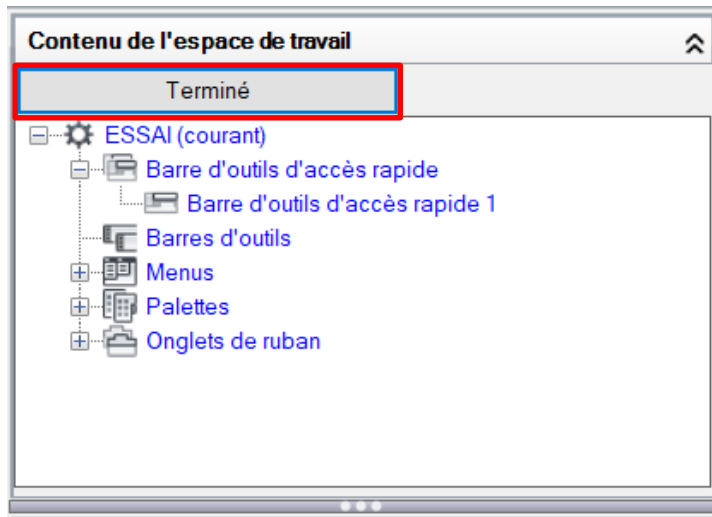 Contenu de l'espace de travail
Terminé
ESSAI (courant)
Barre d'outils d'accès rapide
Barre d'outils d'accès rapide 1
Barres d'outils
Menus
Palettes
Onglets de ruban